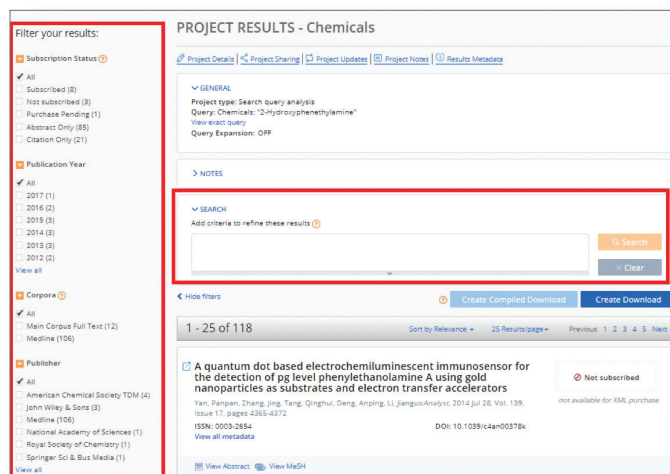 Filter your results:
Subscription Status
All
Subscribed (8)
Not subscribed (3)
Purchase Pending (1)
Abstract Only (85)
Citation Only (21)
Publication Year
All
2017 (1)
2016 (2)
2015 (3)
2014 (3)
2013 (3)
2012 (2)
View all
Corpora
All
Main Corpus Full Text (12)
Medline (106)
Publisher
All
American Chemical Society TDM (4)
John Wiley & Sons (3)
Medline (106)
National Academy of Sciences (1)
Royal Society of Chemistry (1)
Springer Sci & Bus Media (1)
View all
PROJECT RESULTS - Chemicals
Project Details | Project Sharing | Project Updates | Project Notes | Results Metadata
GENERAL
Project type: Search query analysis
Query: Chemicals: "2-Hydroxyphenethylamine"
View exact query
Query Expansion: OFF
NOTES
SEARCH
Add criteria to refine these results
Search
Clear
Hide filters
Create Compiled Download
Create Download
1 - 25 of 118
Sort by Relevance
25 Results/page
Previous 1 2 3 4 5 Next
A quantum dot based electrochemiluminescent immunosensor for
the detection of pg level phenylethanolamine A using gold
nanoparticles as substrates and electron transfer accelerators
Yan, Panpan, Zhang, Jing, Tang, Qinghui, Deng, Anping, Li, Jianguo Analyst, 2014 Jul 28, Vol. 139,
Issue 17, pages 4365-4372
ISSN: 0003-2654
DOI: 10.1039/c4an00378k
View all metadata
Not subscribed
not available for XML purchase
View Abstract
View MeSH